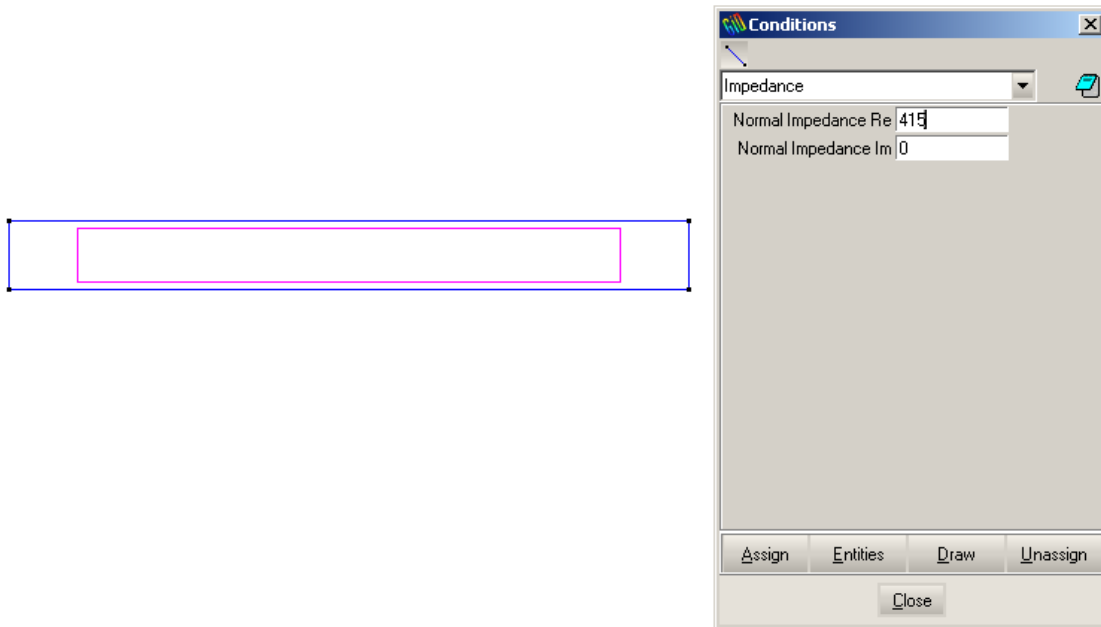 Conditions
Impedance
Normal Impedance Re 415
Normal Impedance Im 0
Assign Entities Draw Unassign
Close